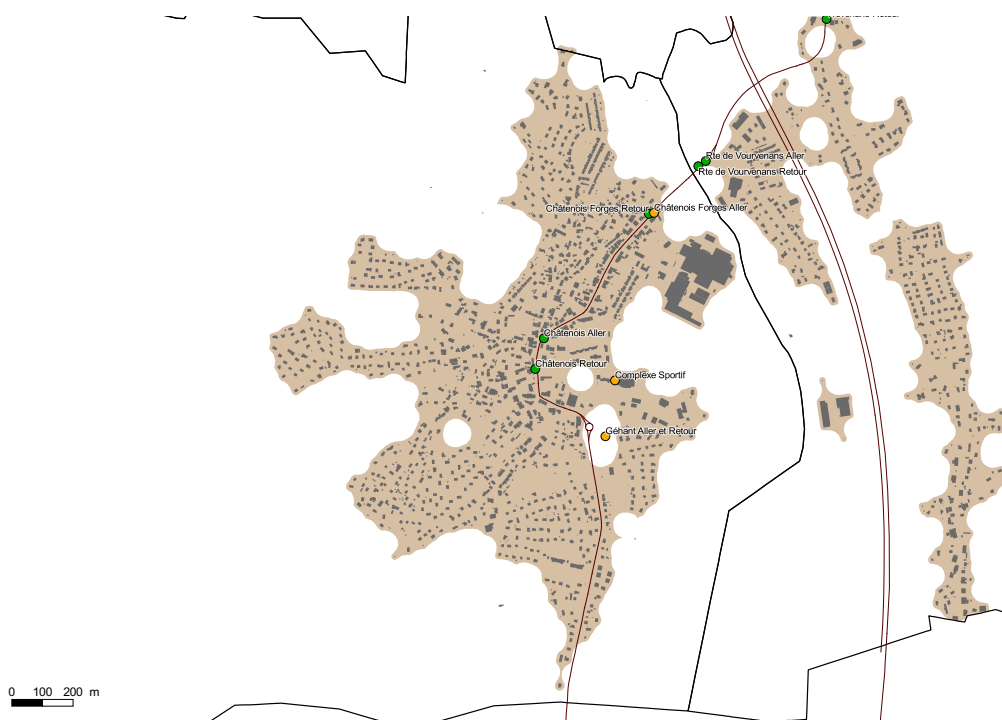 Rte de Vourvenans Aller
Rte de Vourvenans Retour
Châtenois Forges Retour
Châtenois Forges Aller
Châtenois Aller
Châtenois Retour
Complexe Sportif
Géhant Aller et Retour
0 100 200 m